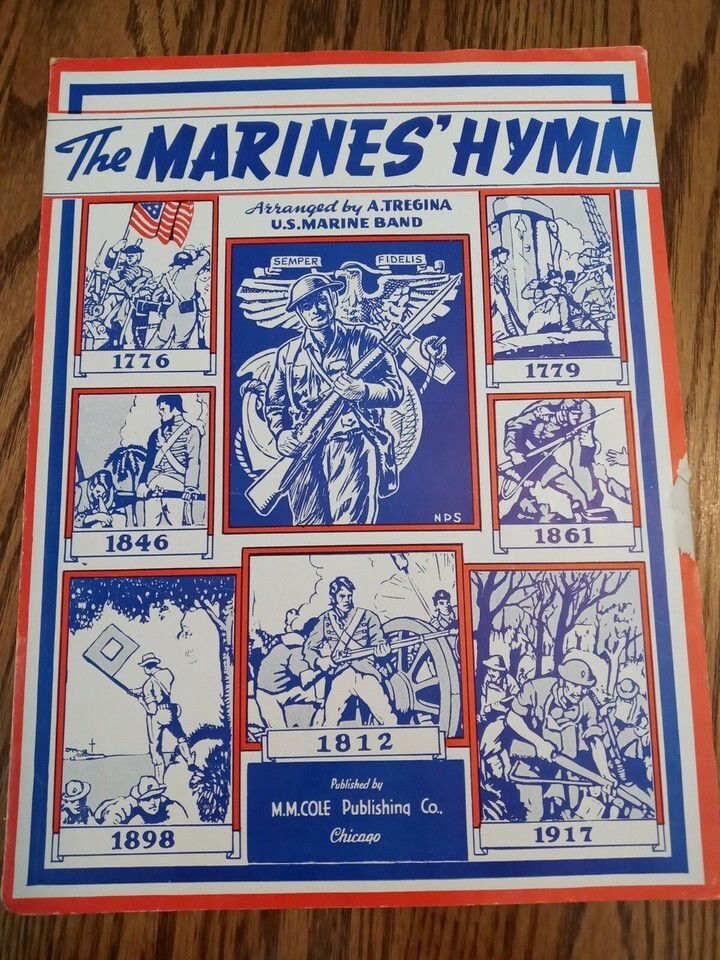 The MARINES' HYMN
Arranged by A.TREGINA
U.S.MARINE BAND
SEMPER FIDELIS
1776
1779
1846
1861
NDS
1898
1812
1917
Published by
M.M.COLE Publishing Co.,
Chicago